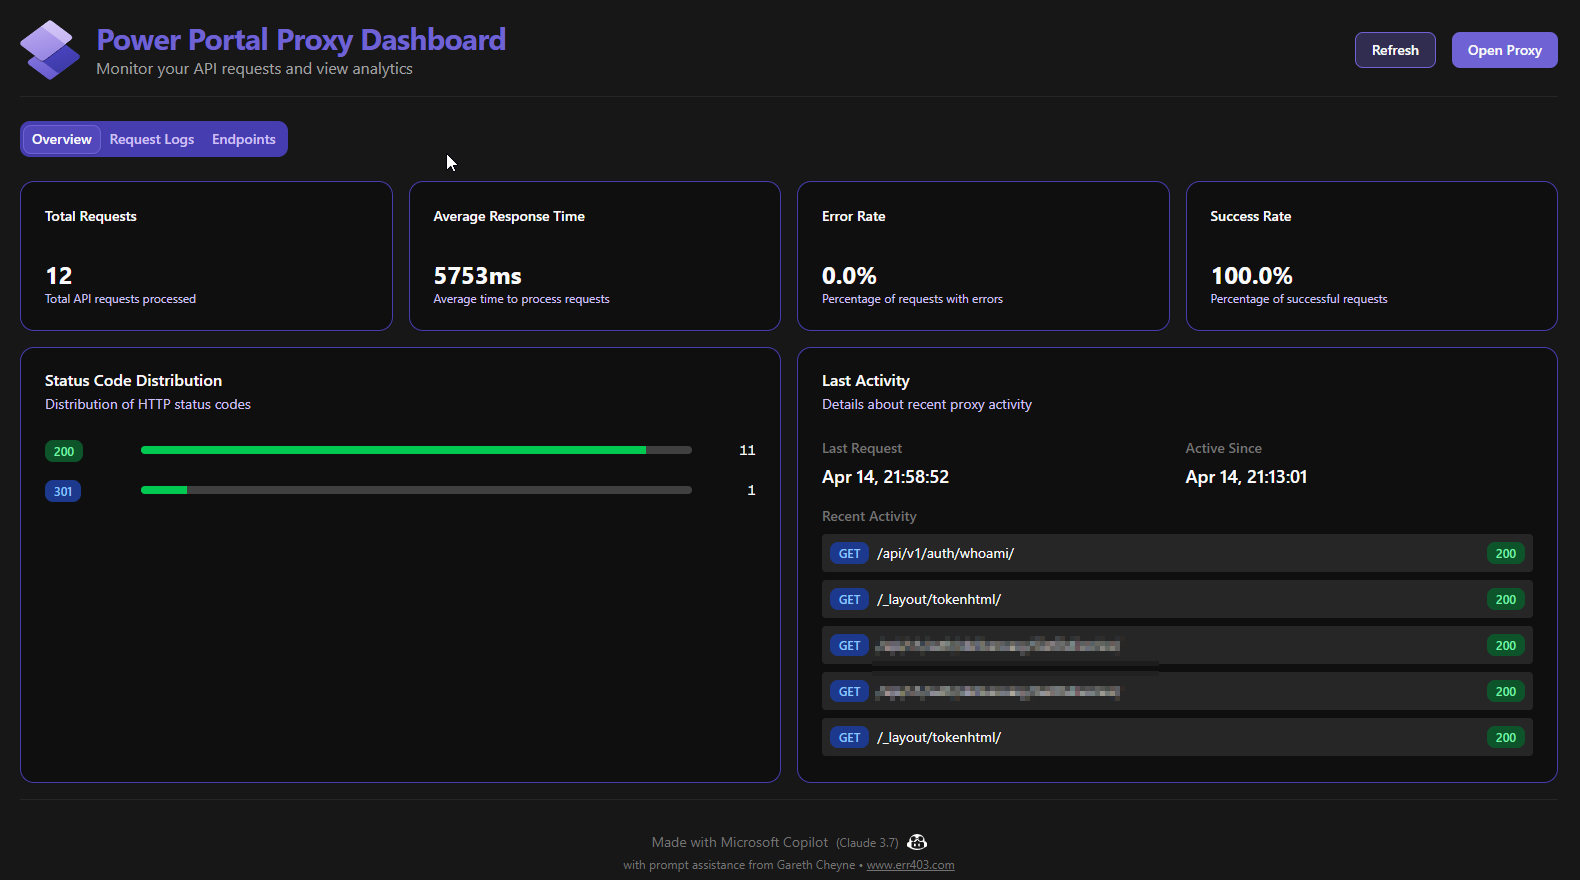 Power Portal Proxy Dashboard
Monitor your API requests and view analytics
Refresh
Open Proxy
Overview
Request Logs
Endpoints
Total Requests
12
Total API requests processed
Average Response Time
5753ms
Average time to process requests
Error Rate
0.0%
Percentage of requests with errors
Success Rate
100.0%
Percentage of successful requests
Status Code Distribution
Distribution of HTTP status codes
200 11
301 1
Last Activity
Details about recent proxy activity
Last Request
Apr 14, 21:58:52
Active Since
Apr 14, 21:13:01
Recent Activity
GET /api/v1/auth/whoami/ 200
GET /_layout/tokenhtml/ 200
GET 200
GET 200
GET /_layout/tokenhtml/ 200
Made with Microsoft Copilot (Claude 3.7)
with prompt assistance from Gareth Cheyne • www.err403.com